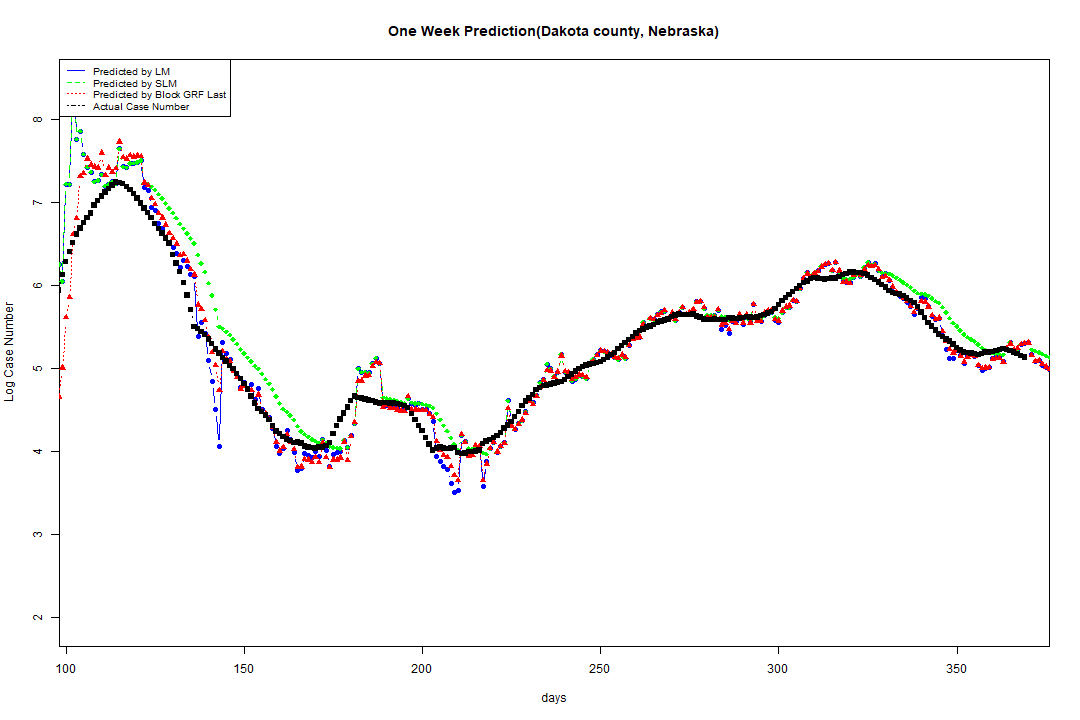 One Week Prediction(Dakota county, Nebraska)
Predicted by LM
Predicted by SLM
Predicted by Block GRF Last
Actual Case Number
Log Case Number
8
7
6
5
4
3
2
100 150 200 250 300 350
days